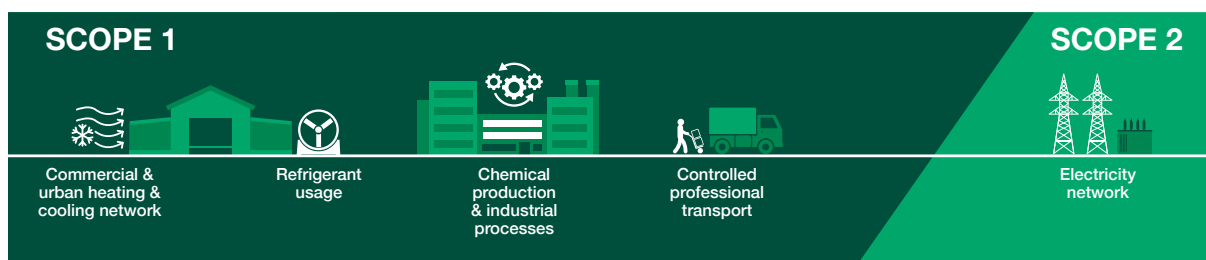 SCOPE 1
SCOPE 2
Commercial &
urban heating &
cooling network
Refrigerant
usage
Chemical
production
& industrial
processes
Controlled
professional
transport
Electricity
network